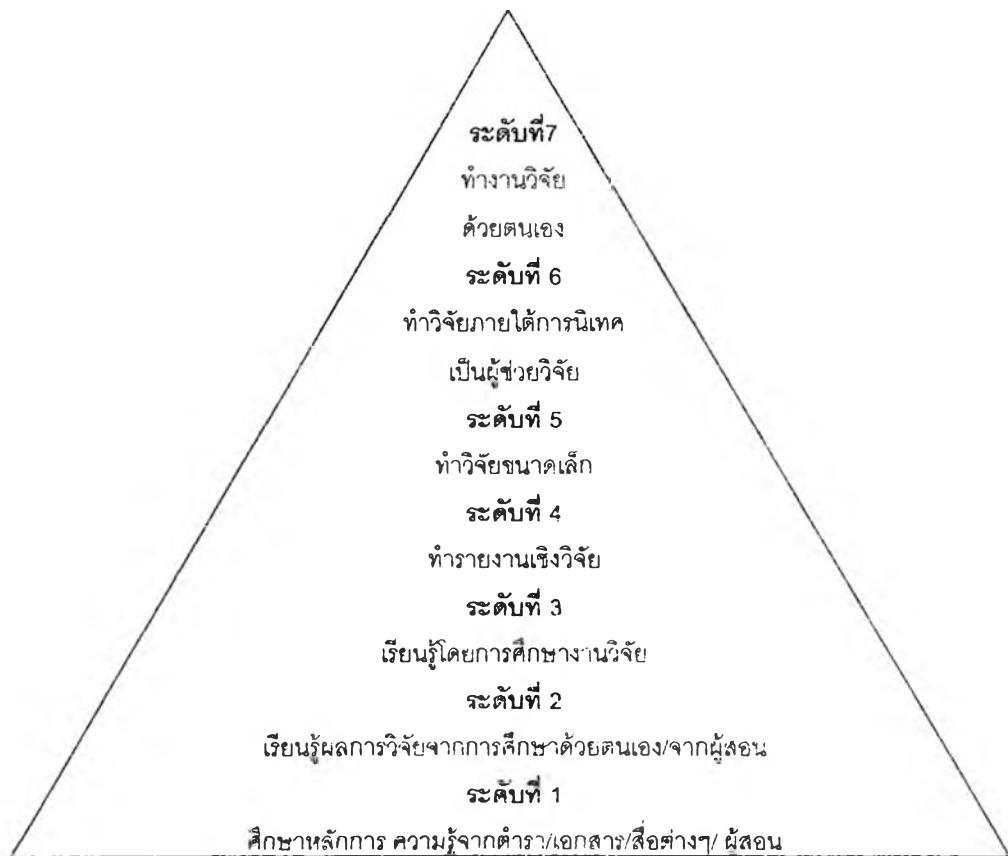 ระดับที่7
ทำงานวิจัย
ด้วยตนเอง
ระดับที่ 6
ทำวิจัยภายใต้การนิเทศ
เป็นผู้ช่วยวิจัย
ระดับที่ 5
ทำวิจัยขนาดเล็ก
ระดับที่ 4
ทำรายงานเชิงวิจัย
ระดับที่ 3
เรียนรู้โดยการศึกษางานวิจัย
ระดับที่ 2
เรียนรู้ผลการวิจัยจากการศึกษาด้วยตนเอง/จากผู้สอน
ระดับที่ 1
ศึกษาหลักการ ความรู้จากตำรา/เอกสาร/สื่อต่างๆ/ ผู้สอน